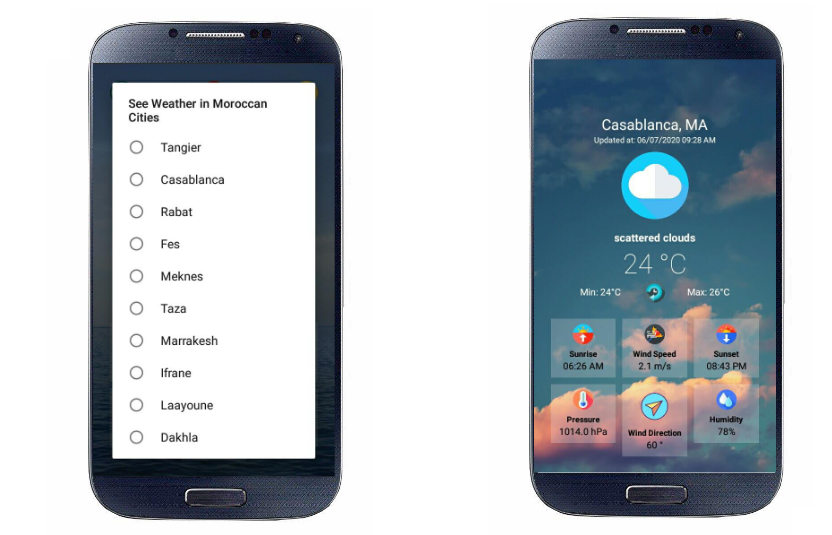 See Weather in Moroccan
Cities
Tangier
Casablanca
Rabat
Fes
Meknes
Taza
Marrakesh
Ifrane
Laayoune
Dakhla
Casablanca, MA
Updated at: 06/07/2020 09:28 AM
scattered clouds
24 °C
Min: 24°C Max: 26°C
Sunrise Wind Speed Sunset
06:26 AM 2.1 m/s 08:43 PM
Pressure Wind Direction Humidity
1014.0 hPa 60 ° 78%